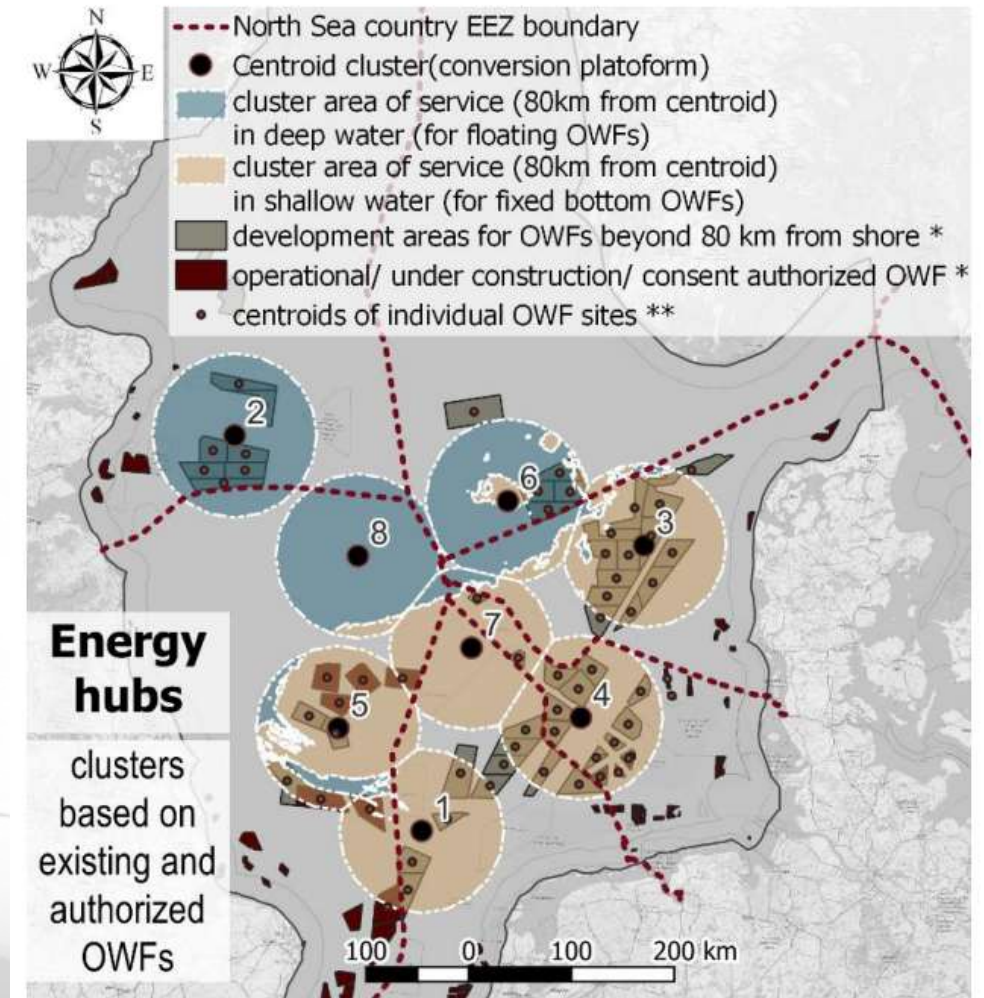 N
W E
S
North Sea country EEZ boundary
Centroid cluster(conversion platoform)
cluster area of service (80km from centroid)
in deep water (for floating OWFs)
cluster area of service (80km from centroid)
in shallow water (for fixed bottom OWFs)
development areas for OWFs beyond 80 km from shore *
operational/ under construction/ consent authorized OWF *
centroids of individual OWF sites **
2
6
3
8
7
5
4
1
Energy
hubs
clusters
based on
existing and
authorized
OWFs
100 0 100 200 km